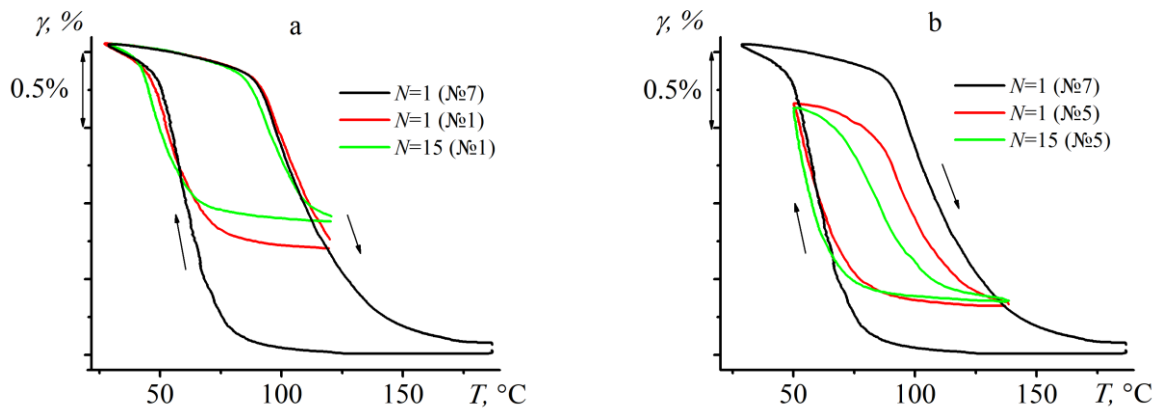 γ, %
a
0.5%
N=1 (№7)
N=1 (№1)
N=15 (№1)
50
100
150
T, °C
γ, %
b
0.5%
N=1 (№7)
N=1 (№5)
N=15 (№5)
50
100
150
T, °C